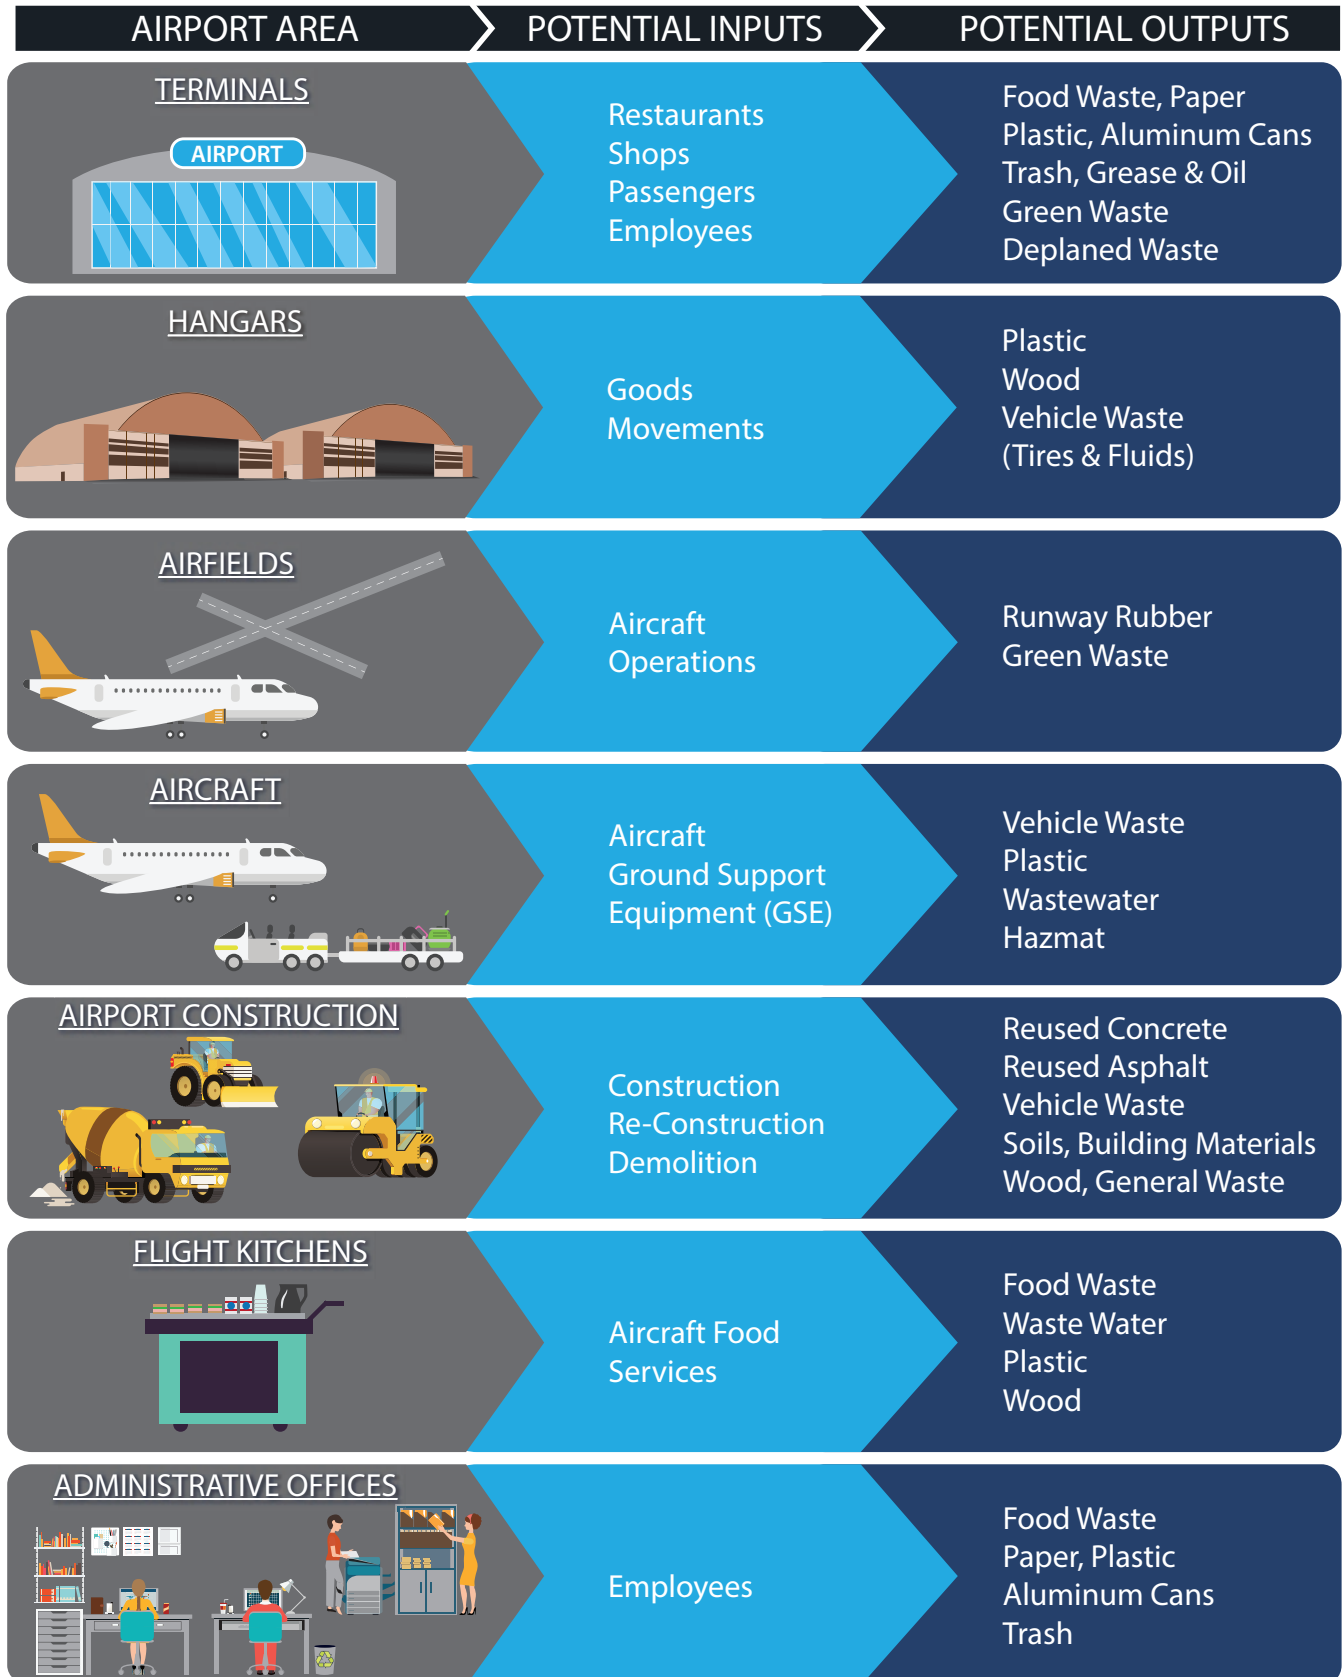 AIRPORT AREA
POTENTIAL INPUTS
POTENTIAL OUTPUTS
TERMINALS
AIRPORT
Restaurants
Shops
Passengers
Employees
Food Waste, Paper
Plastic, Aluminum Cans
Trash, Grease & Oil
Green Waste
Deplaned Waste
HANGARS
Goods
Movements
Plastic
Wood
Vehicle Waste
(Tires & Fluids)
AIRFIELDS
Aircraft
Operations
Runway Rubber
Green Waste
AIRCRAFT
Aircraft
Ground Support
Equipment (GSE)
Vehicle Waste
Plastic
Wastewater
Hazmat
AIRPORT CONSTRUCTION
Construction
Re-Construction
Demolition
Reused Concrete
Reused Asphalt
Vehicle Waste
Soils, Building Materials
Wood, General Waste
FLIGHT KITCHENS
Aircraft Food
Services
Food Waste
Waste Water
Plastic
Wood
ADMINISTRATIVE OFFICES
Employees
Food Waste
Paper, Plastic
Aluminum Cans
Trash